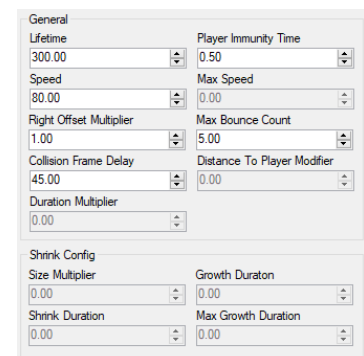 General
Lifetime Player Immunity Time
300.00 0.50
Speed Max Speed
80.00 0.00
Right Offset Multiplier Max Bounce Count
1.00 5.00
Collision Frame Delay Distance To Player Modifier
45.00 0.00
Duration Multiplier
0.00
Shrink Config
Size Multiplier Growth Duraton
0.00 0.00
Shrink Duration Max Growth Duration
0.00 0.00